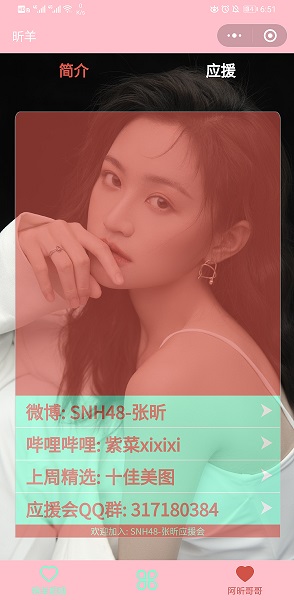 6:51
昕羊
简介
应援
微博: SNH48-张昕
哔哩哔哩: 紫菜xixixi
上周精选: 十佳美图
应援会QQ群: 317180384
欢迎加入: SNH48-张昕应援会
阿昕哥哥